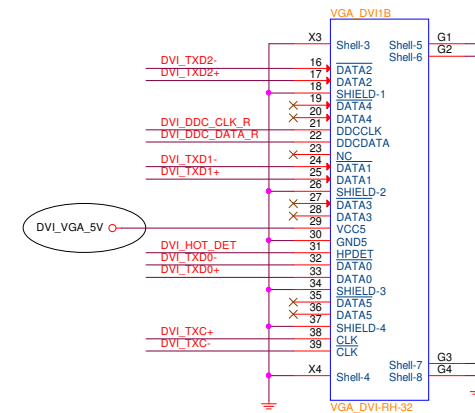 VGA_DVI1B
X3 Shell-3 Shell-5 G1
Shell-6 G2
DVI_TXD2- 16 DATA2
DVI_TXD2+ 17 DATA2
18 SHIELD-1
19 DATA4
20 DATA4
DVI_DDC_CLK_R 21 DDCCLK
DVI_DDC_DATA_R 22 DDCDATA
23 NC
DVI_TXD1- 24 DATA1
DVI_TXD1+ 25 DATA1
26 SHIELD-2
27 DATA3
28 DATA3
DVI_VGA_5V 29 VCC5
30 GND5
DVI_HOT_DET 31 HPDET
DVI_TXD0- 32 DATA0
DVI_TXD0+ 33 DATA0
34 SHIELD-3
35 DATA5
36 DATA5
37 SHIELD-4
DVI_TXC+ 38 CLK
DVI_TXC- 39 CLK
Shell-7 G3
X4 Shell-4 Shell-8 G4
VGA_DVI-RH-32